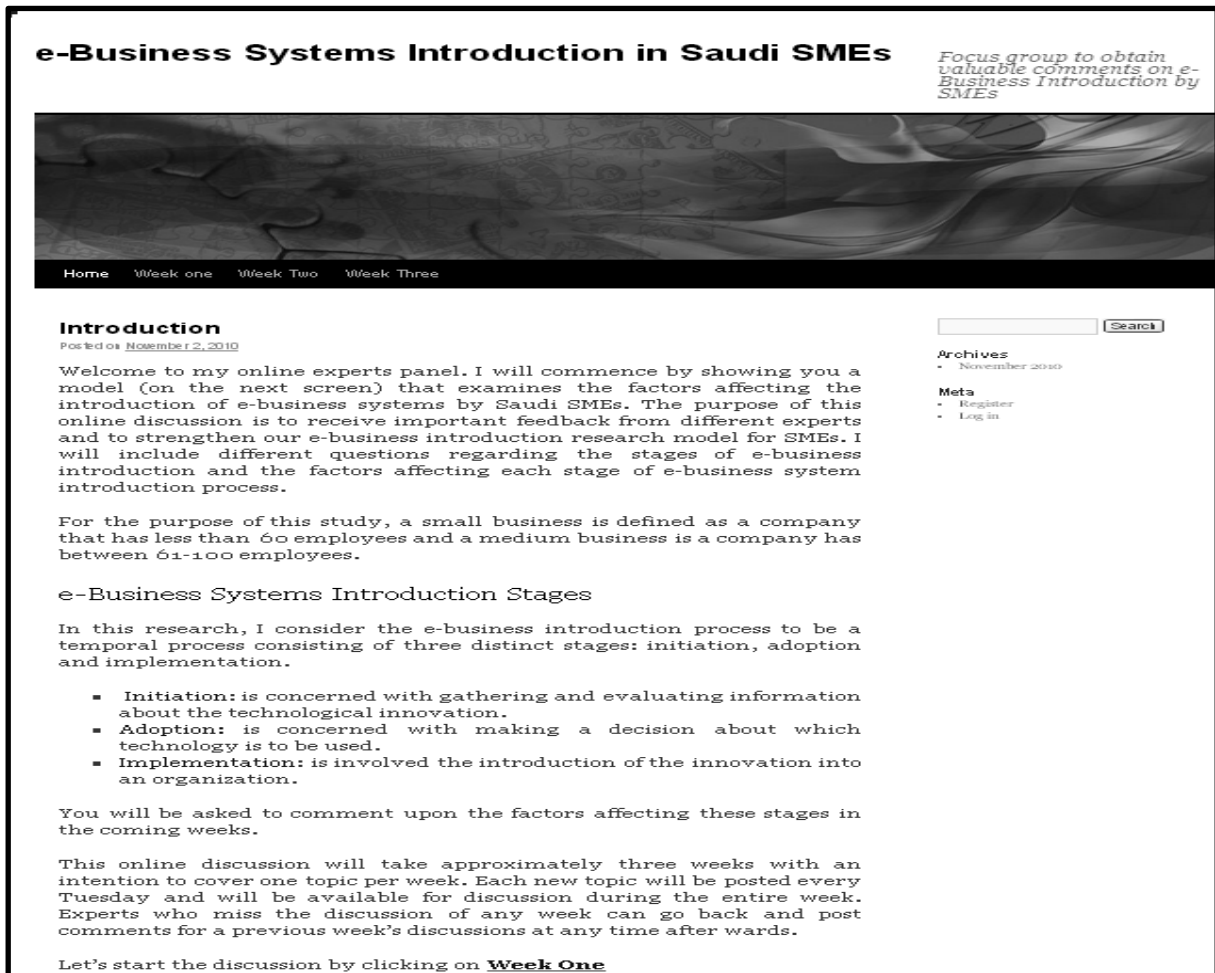 e-Business Systems Introduction in Saudi SMEs
Focus group to obtain
valuable comments on e-
Business Introduction by
SMEs
Home Week one Week Two Week Three
Introduction
Posted on November 2, 2010
Welcome to my online experts panel. I will commence by showing you a
model (on the next screen) that examines the factors affecting the
introduction of e-business systems by Saudi SMEs. The purpose of this
online discussion is to receive important feedback from different experts
and to strengthen our e-business introduction research model for SMEs. I
will include different questions regarding the stages of e-business
introduction and the factors affecting each stage of e-business system
introduction process.
For the purpose of this study, a small business is defined as a company
that has less than 60 employees and a medium business is a company has
between 61-100 employees.
e-Business Systems Introduction Stages
In this research, I consider the e-business introduction process to be a
temporal process consisting of three distinct stages: initiation, adoption
and implementation.
▪ Initiation: is concerned with gathering and evaluating information
about the technological innovation.
▪ Adoption: is concerned with making a decision about which
technology is to be used.
▪ Implementation: is involved the introduction of the innovation into
an organization.
You will be asked to comment upon the factors affecting these stages in
the coming weeks.
This online discussion will take approximately three weeks with an
intention to cover one topic per week. Each new topic will be posted every
Tuesday and will be available for discussion during the entire week.
Experts who miss the discussion of any week can go back and post
comments for a previous week's discussions at any time after wards.
Let's start the discussion by clicking on Week One
Search
Archives
▪ November 2010
Meta
▪ Register
▪ Log in